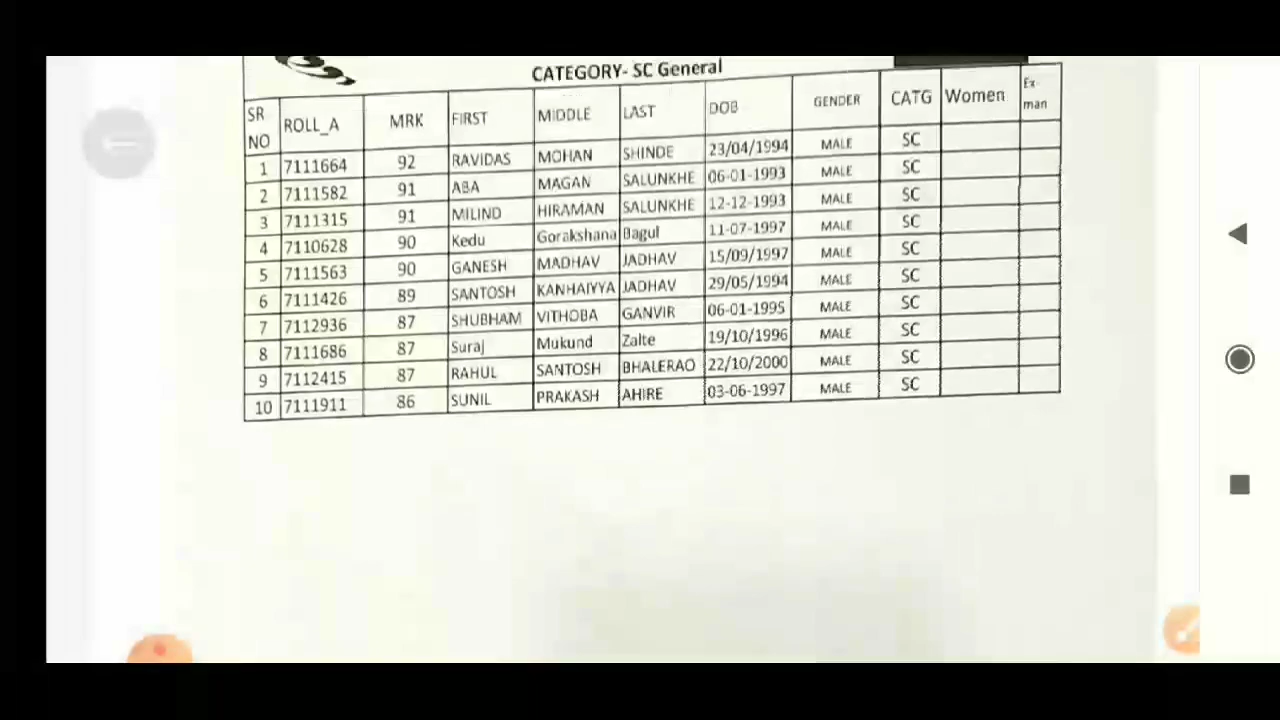 CATEGORY- SC General
SR NO ROLL_A MRK FIRST MIDDLE LAST DOB GENDER CATG Women Ex-man
1 7111664 92 RAVIDAS MOHAN SHINDE 23/04/1994 MALE SC
2 7111582 91 ABA MAGAN SALUNKHE 06-01-1993 MALE SC
3 7111315 91 MILIND HIRAMAN SALUNKHE 12-12-1993 MALE SC
4 7110628 90 Kedu Gorakshana Bagul 11-07-1997 MALE SC
5 7111563 90 GANESH MADHAV JADHAV 15/09/1997 MALE SC
6 7111426 89 SANTOSH KANHAIYYA JADHAV 29/05/1994 MALE SC
7 7112936 87 SHUBHAM VITHOBA GANVIR 06-01-1995 MALE SC
8 7111686 87 Suraj Mukund Zalte 19/10/1996 MALE SC
9 7112415 87 RAHUL SANTOSH BHALERAO 22/10/2000 MALE SC
10 7111911 86 SUNIL PRAKASH AHIRE 03-06-1997 MALE SC